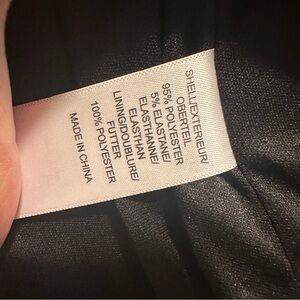 SHELL/EXTERIEUR/
OBERTEIL
95% POLYESTER
5% ELASTANE/
ELASTHANNE/
ELASTHAN
LINING/DOUBLURE/
FUTTER
100% POLYESTER
MADE IN CHINA